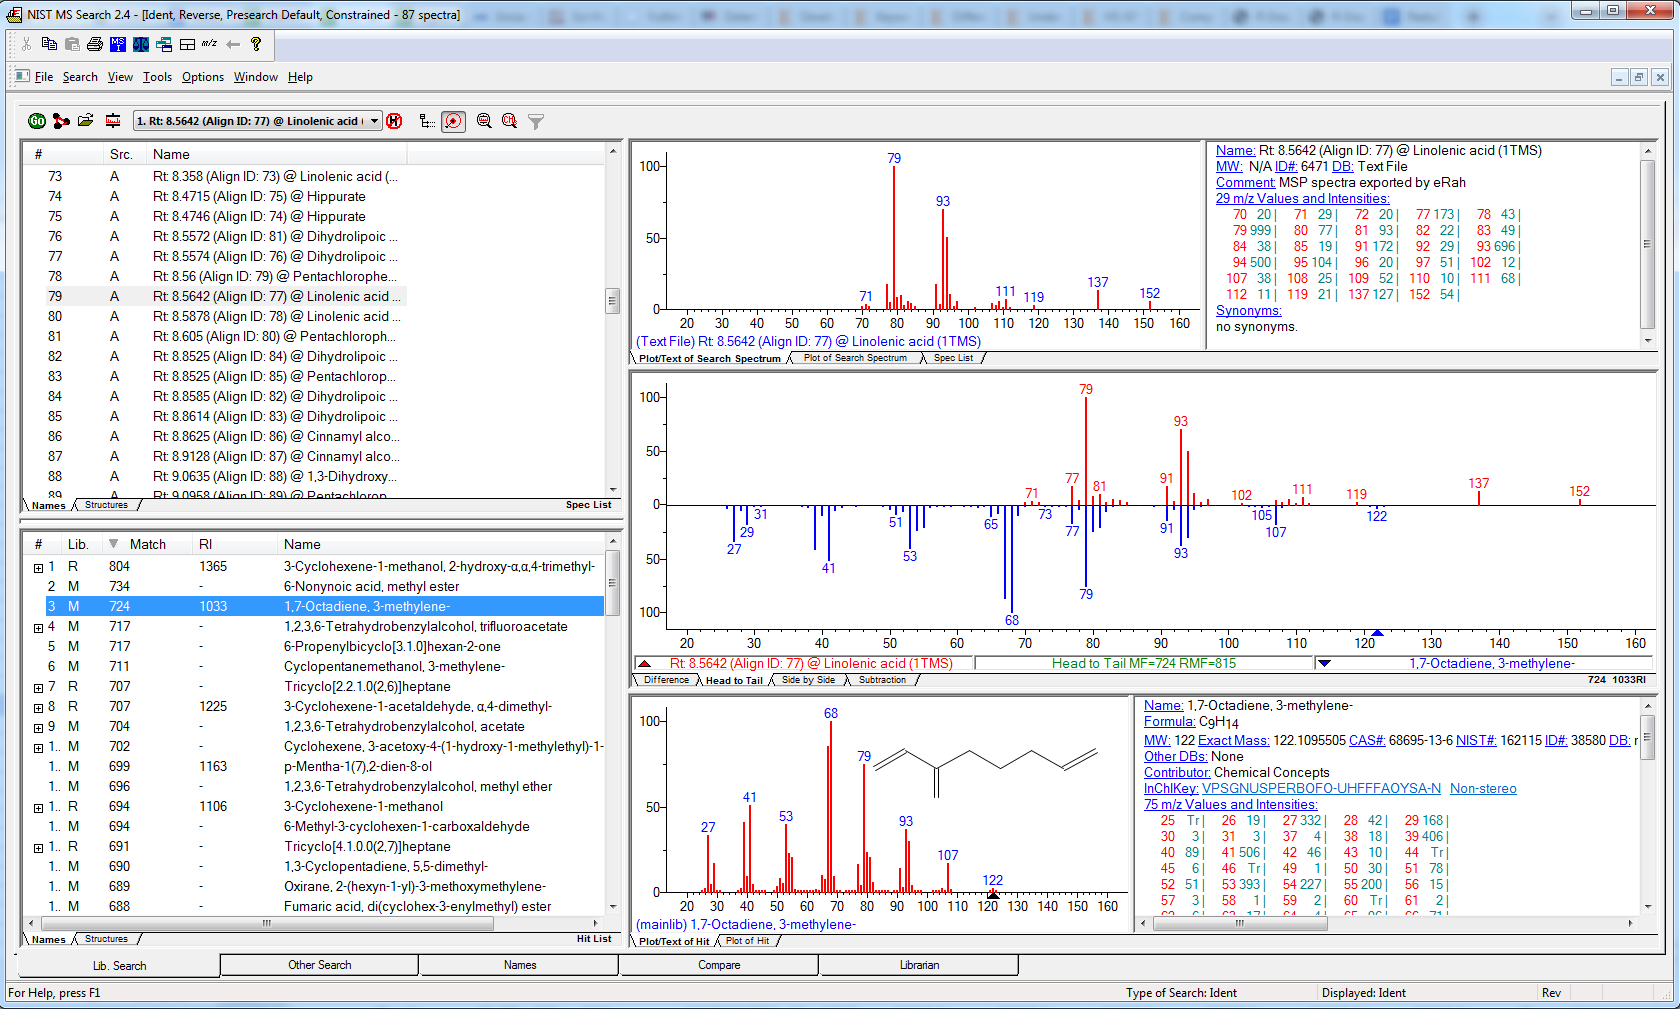 NIST MS Search 2.4 - [Ident, Reverse, Presearch Default, Constrained - 87 spectra]
File Search View Tools Options Window Help
1. Rt: 8.5642 (Align ID: 77) @ Linolenic acid (
# Src. Name
73 A Rt: 8.358 (Align ID: 73) @ Linolenic acid (...
74 A Rt: 8.4715 (Align ID: 75) @ Hippurate
75 A Rt: 8.4746 (Align ID: 74) @ Hippurate
76 A Rt: 8.5572 (Align ID: 81) @ Dihydrolipoic ...
77 A Rt: 8.5574 (Align ID: 76) @ Dihydrolipoic ...
78 A Rt: 8.56 (Align ID: 79) @ Pentachlorophe...
79 A Rt: 8.5642 (Align ID: 77) @ Linolenic acid ...
80 A Rt: 8.5878 (Align ID: 78) @ Linolenic acid ...
81 A Rt: 8.605 (Align ID: 80) @ Pentachloroph...
82 A Rt: 8.8525 (Align ID: 84) @ Dihydrolipoic ...
83 A Rt: 8.8525 (Align ID: 85) @ Pentachlorop...
84 A Rt: 8.8585 (Align ID: 82) @ Dihydrolipoic ...
85 A Rt: 8.8614 (Align ID: 83) @ Dihydrolipoic ...
86 A Rt: 8.8625 (Align ID: 86) @ Cinnamyl alco...
87 A Rt: 8.9128 (Align ID: 87) @ Cinnamyl alco...
88 A Rt: 9.0635 (Align ID: 88) @ 1,3-Dihydroxy...
89 A Rt: 9.0958 (Align ID: 89) @ Pentachlorop
Names Structures Spec List
# Lib. Match RI Name
1 R 804 1365 3-Cyclohexene-1-methanol, 2-hydroxy-α,α,4-trimethyl-
2 M 734 - 6-Nonynoic acid, methyl ester
3 M 724 1033 1,7-Octadiene, 3-methylene-
4 M 717 - 1,2,3,6-Tetrahydrobenzylalcohol, trifluoroacetate
5 M 717 - 6-Propenylbicyclo[3.1.0]hexan-2-one
6 M 711 - Cyclopentanemethanol, 3-methylene-
7 R 707 - Tricyclo[2.2.1.0(2,6)]heptane
8 R 707 1225 3-Cyclohexene-1-acetaldehyde, α,4-dimethyl-
9 M 704 - 1,2,3,6-Tetrahydrobenzylalcohol, acetate
1.. M 702 - Cyclohexene, 3-acetoxy-4-(1-hydroxy-1-methylethyl)-1-
1.. M 699 1163 p-Mentha-1(7),2-dien-8-ol
1.. M 696 - 1,2,3,6-Tetrahydrobenzylalcohol, methyl ether
1.. R 694 1106 3-Cyclohexene-1-methanol
1.. M 694 - 6-Methyl-3-cyclohexen-1-carboxaldehyde
1.. R 691 - Tricyclo[4.1.0.0(2,7)]heptane
1.. M 690 - 1,3-Cyclopentadiene, 5,5-dimethyl-
1.. M 689 - Oxirane, 2-(hexyn-1-yl)-3-methoxymethylene-
1.. M 688 - Fumaric acid, di(cyclohex-3-enylmethyl) ester
Names Structures Hit List
100
50
0
79
93
71
111
119
137
152
20 30 40 50 60 70 80 90 100 110 120 130 140 150 160
(Text File) Rt: 8.5642 (Align ID: 77) @ Linolenic acid (1TMS)
Plot/Text of Search Spectrum Plot of Search Spectrum Spec List
Name: Rt: 8.5642 (Align ID: 77) @ Linolenic acid (1TMS)
MW: N/A ID#: 6471 DB: Text File
Comment: MSP spectra exported by eRah
29 m/z Values and Intensities:
70 20| 71 29| 72 20| 77 173| 78 43|
79 999| 80 77| 81 93| 82 22| 83 49|
84 38| 85 19| 91 172| 92 29| 93 696|
94 500| 95 104| 96 20| 97 51| 102 12|
107 38| 108 25| 109 52| 110 10| 111 68|
112 11| 119 21| 137 127| 152 54|
Synonyms:
no synonyms.
100
50
0
50
100
79
93
77
91
71
81
102
111
119
137
152
27
29
31
41
51
53
65
68
73
77
79
91
93
105
107
122
20 30 40 50 60 70 80 90 100 110 120 130 140 150 160
Rt: 8.5642 (Align ID: 77) @ Linolenic acid (1TMS) Head to Tail MF=724 RMF=815 1,7-Octadiene, 3-methylene-
Difference Head to Tail Side by Side Subtraction 724 1033RI
100
50
0
68
79
41
53
27
93
107
122
20 30 40 50 60 70 80 90 100 110 120 130 140 150 160
(mainlib) 1,7-Octadiene, 3-methylene-
Plot/Text of Hit Plot of Hit
Name: 1,7-Octadiene, 3-methylene-
Formula: C9H14
MW: 122 Exact Mass: 122.1095505 CAS#: 68695-13-6 NIST#: 162115 ID#: 38580 DB: r
Other DBs: None
Contributor: Chemical Concepts
InChIKey: VPSGNUSPERBOFO-UHFFFAOYSA-N Non-stereo
75 m/z Values and Intensities:
25 Tr| 26 19| 27 332| 28 42| 29 168|
30 3| 31 3| 37 4| 38 18| 39 406|
40 89| 41 506| 42 46| 43 10| 44 Tr|
45 6| 46 Tr| 49 1| 50 30| 51 78|
52 51| 53 393| 54 227| 55 200| 56 15|
57 3| 58 1| 59 2| 60 Tr| 61 2|
Lib. Search Other Search Names Compare Librarian
For Help, press F1 Type of Search: Ident Displayed: Ident Rev